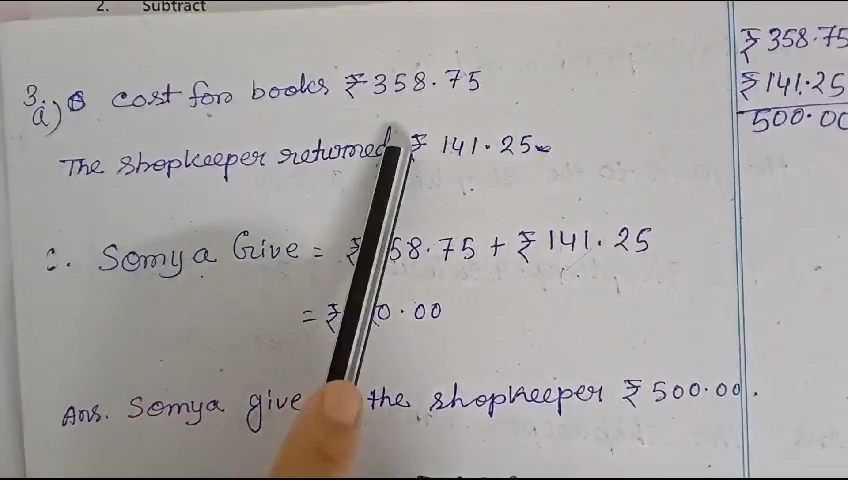 2. Subtract
3.
a) cost for books ₹358.75
The shopkeeper returned ₹ 141.25
∴ Somya Give = ₹ 58.75 + ₹ 141.25
= ₹ 0.00
Ans. Somya give the shopkeeper ₹ 500.00.
₹ 358.75
₹ 141.25
500.00